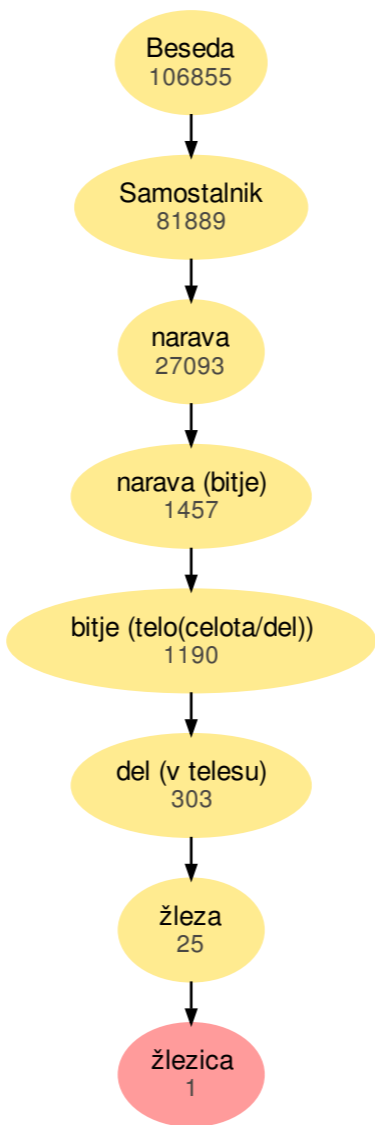 Beseda
106855
Samostalnik
81889
narava
27093
narava (bitje)
1457
bitje (telo(celota/del))
1190
del (v telesu)
303
žleza
25
žlezica
1